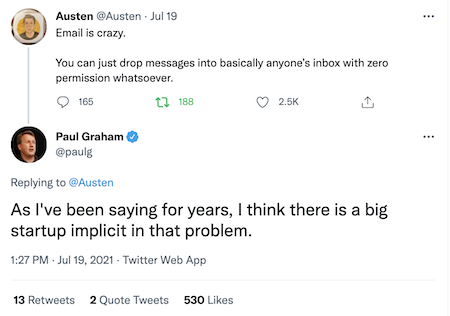 Austen @Austen · Jul 19
Email is crazy.
You can just drop messages into basically anyone's inbox with zero
permission whatsoever.
165 188 2.5K
Paul Graham
@paulg
Replying to @Austen
As I've been saying for years, I think there is a big
startup implicit in that problem.
1:27 PM · Jul 19, 2021 · Twitter Web App
13 Retweets 2 Quote Tweets 530 Likes